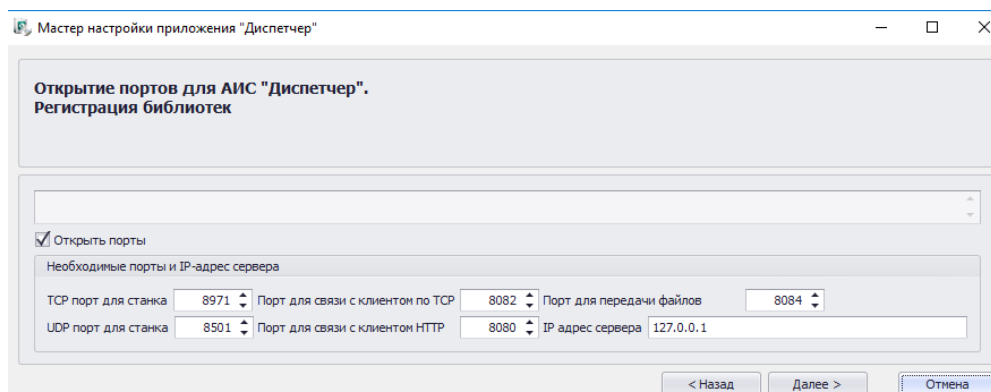 Мастер настройки приложения "Диспетчер"
Открытие портов для АИС "Диспетчер".
Регистрация библиотек
Открыть порты
Необходимые порты и IP-адрес сервера
TCP порт для станка 8971 Порт для связи с клиентом по TCP 8082 Порт для передачи файлов 8084
UDP порт для станка 8501 Порт для связи с клиентом HTTP 8080 IP адрес сервера 127.0.0.1
< Назад Далее > Отмена